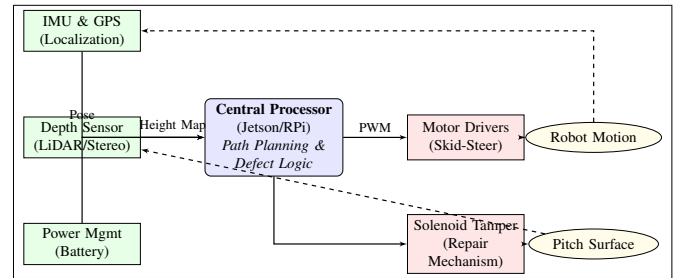 IMU & GPS
(Localization)
Pose
Depth Sensor
(LiDAR/Stereo)
Height Map
Central Processor
(Jetson/RPi)
Path Planning &
Defect Logic
PWM
Motor Drivers
(Skid-Steer)
Robot Motion
Power Mgmt
(Battery)
Solenoid Tamper
(Repair
Mechanism)
Pitch Surface